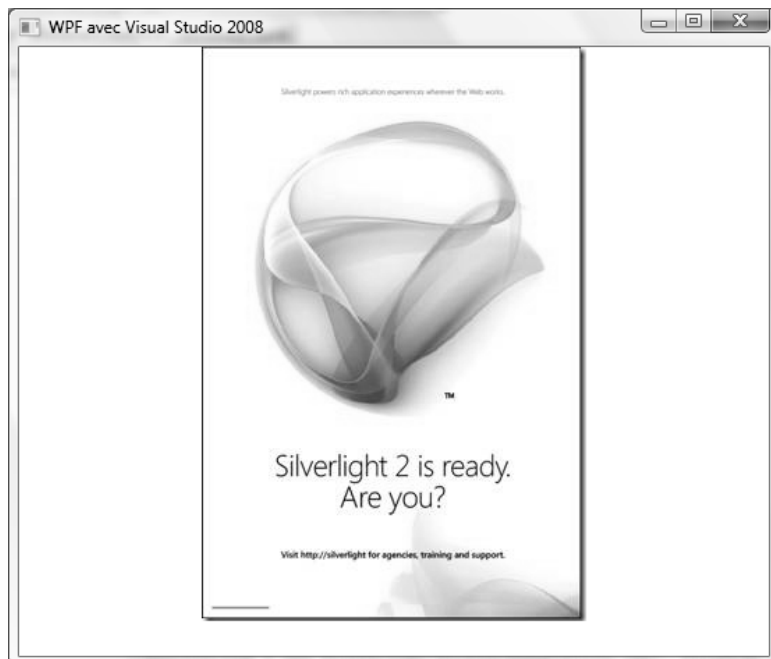 WPF avec Visual Studio 2008
Silverlight powers rich application experiences wherever the Web works.
TM
Silverlight 2 is ready.
Are you?
Visit http://silverlight for agencies, training and support.